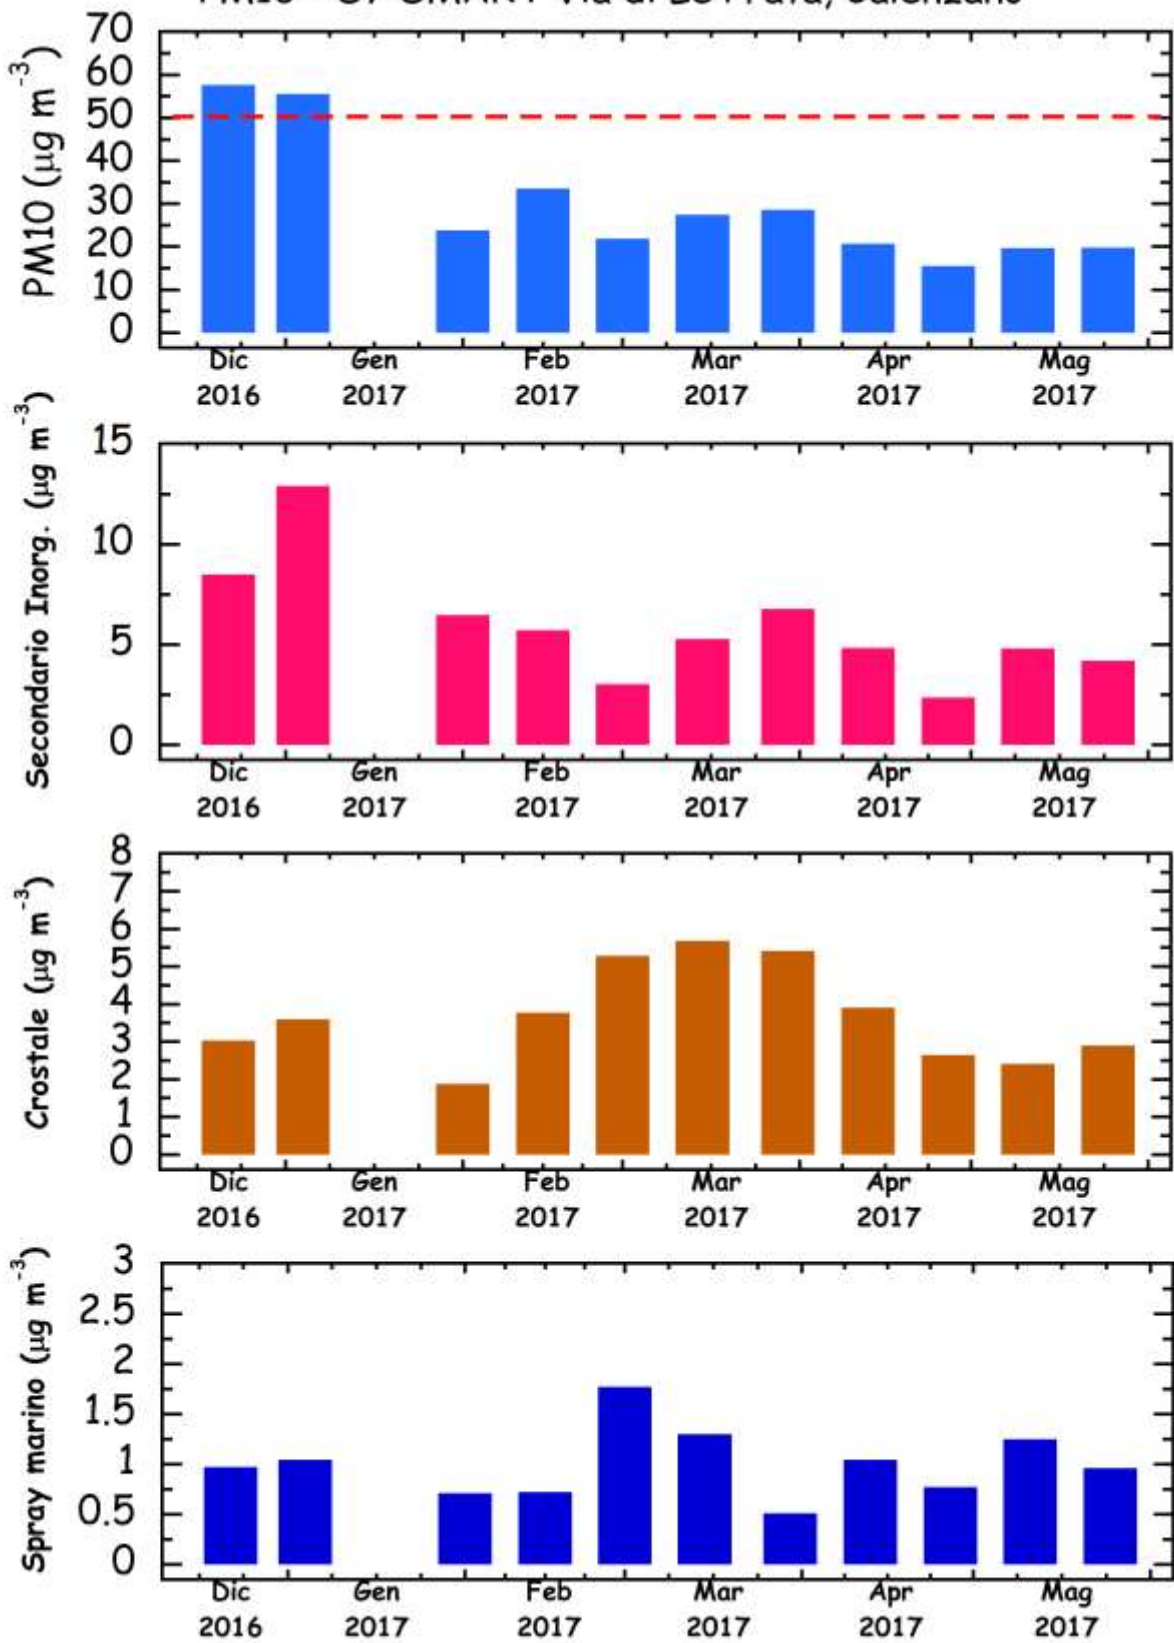 70
60
50
40
30
20
10
0
PM10 (µg m⁻³)
Dic Gen Feb Mar Apr Mag
2016 2017 2017 2017 2017 2017
15
10
5
0
Secondario Inorg. (µg m⁻³)
Dic Gen Feb Mar Apr Mag
2016 2017 2017 2017 2017 2017
8
7
6
5
4
3
2
1
0
Crostale (µg m⁻³)
Dic Gen Feb Mar Apr Mag
2016 2017 2017 2017 2017 2017
3
2.5
2
1.5
1
0.5
0
Spray marino (µg m⁻³)
Dic Gen Feb Mar Apr Mag
2016 2017 2017 2017 2017 2017